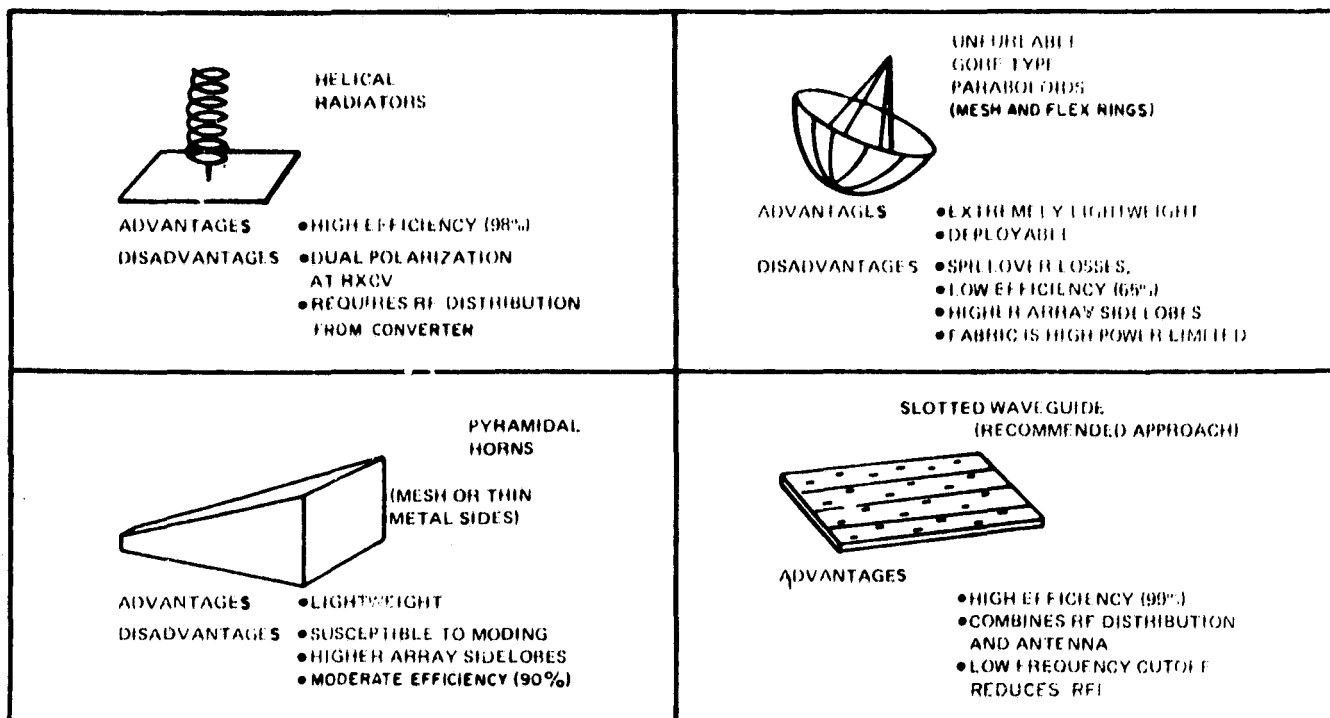 HELICAL
RADIATORS
ADVANTAGES • HIGH EFFICIENCY (98%)
DISADVANTAGES • DUAL POLARIZATION
AT RXCV
• REQUIRES RF DISTRIBUTION
FROM CONVERTER
UNFURLABLE
GORE TYPE
PARABOLOIDS
(MESH AND FLEX RINGS)
ADVANTAGES • EXTREMELY LIGHTWEIGHT
• DEPLOYABLE
DISADVANTAGES • SPILLOVER LOSSES,
• LOW EFFICIENCY (65%)
• HIGHER ARRAY SIDELOBES
• FABRIC IS HIGH POWER LIMITED
PYRAMIDAL
HORNS
(MESH OR THIN
METAL SIDES)
ADVANTAGES • LIGHTWEIGHT
DISADVANTAGES • SUSCEPTIBLE TO MODING
• HIGHER ARRAY SIDELOBES
• MODERATE EFFICIENCY (90%)
SLOTTED WAVEGUIDE
(RECOMMENDED APPROACH)
ADVANTAGES
• HIGH EFFICIENCY (99%)
• COMBINES RF DISTRIBUTION
AND ANTENNA
• LOW FREQUENCY CUTOFF
REDUCES RFI